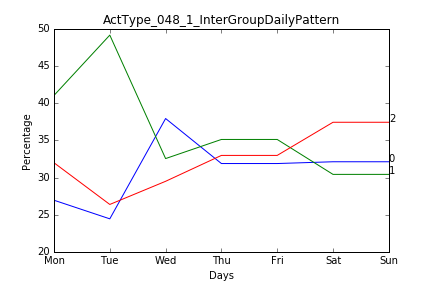 ActType_048_1_InterGroupDailyPattern
50
45
40
35
30
25
20
Percentage
2
0
1
Mon Tue Wed Thu Fri Sat Sun
Days